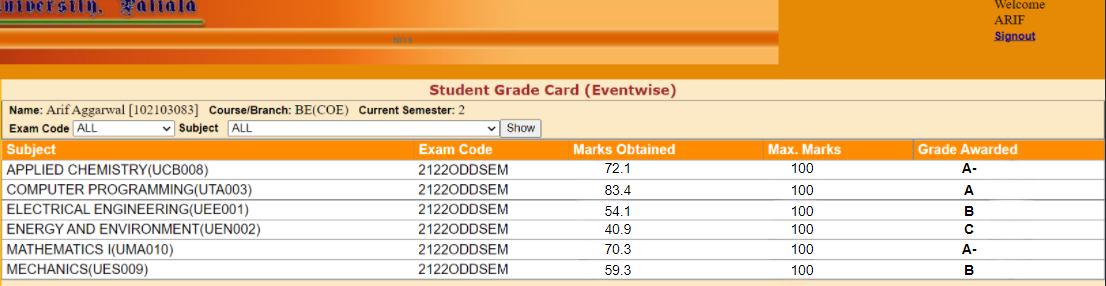 University, Patiala
Welcome
ARIF
Signout
Student Grade Card (Eventwise)
Name: Arif Aggarwal [102103083] Course/Branch: BE(COE) Current Semester: 2
Exam Code ALL Subject ALL Show
Subject Exam Code Marks Obtained Max. Marks Grade Awarded
APPLIED CHEMISTRY(UCB008) 2122ODDSEM 72.1 100 A-
COMPUTER PROGRAMMING(UTA003) 2122ODDSEM 83.4 100 A
ELECTRICAL ENGINEERING(UEE001) 2122ODDSEM 54.1 100 B
ENERGY AND ENVIRONMENT(UEN002) 2122ODDSEM 40.9 100 C
MATHEMATICS I(UMA010) 2122ODDSEM 70.3 100 A-
MECHANICS(UES009) 2122ODDSEM 59.3 100 B